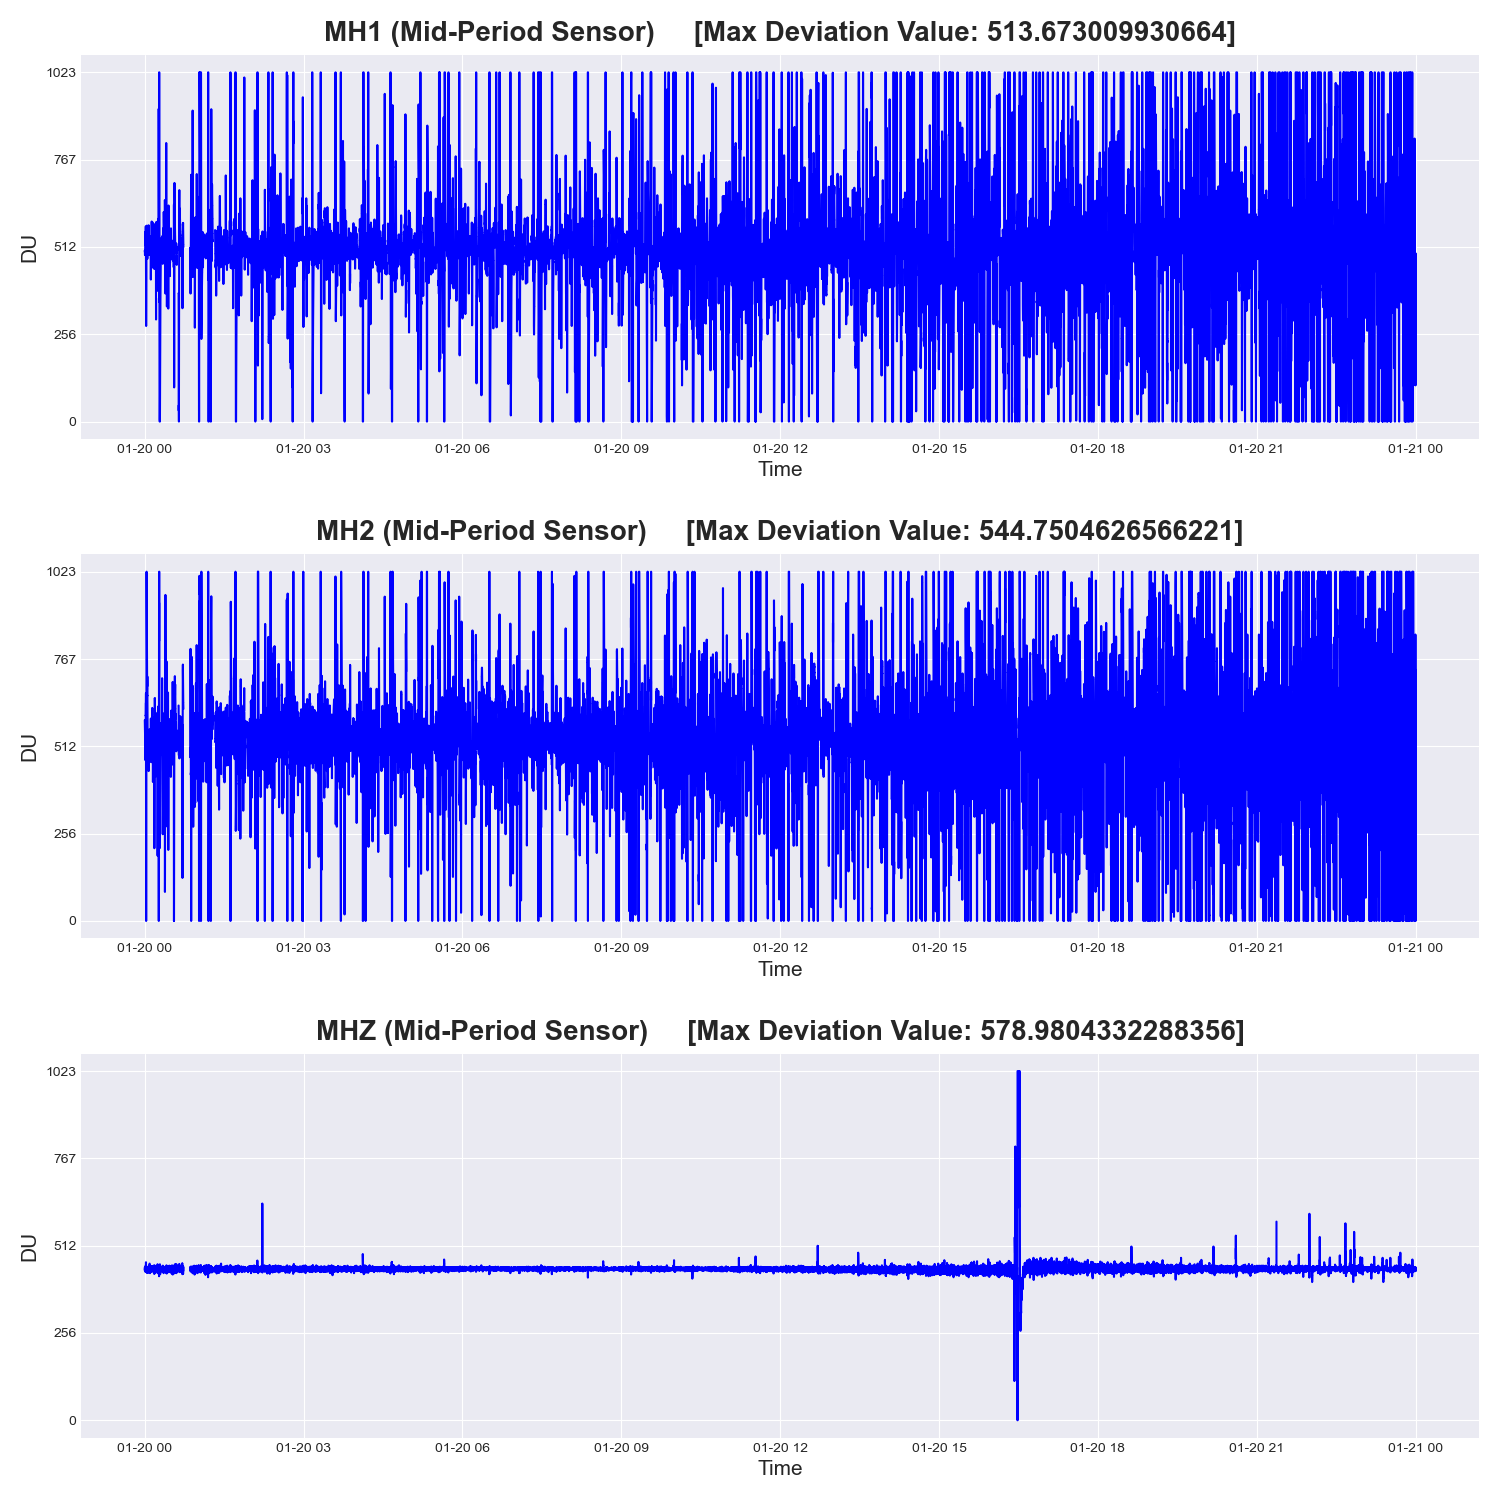 MH1 (Mid-Period Sensor) [Max Deviation Value: 513.673009930664]
1023
767
512
256
0
DU
01-20 00 01-20 03 01-20 06 01-20 09 01-20 12 01-20 15 01-20 18 01-20 21 01-21 00
Time
MH2 (Mid-Period Sensor) [Max Deviation Value: 544.7504626566221]
1023
767
512
256
0
DU
01-20 00 01-20 03 01-20 06 01-20 09 01-20 12 01-20 15 01-20 18 01-20 21 01-21 00
Time
MHZ (Mid-Period Sensor) [Max Deviation Value: 578.9804332288356]
1023
767
512
256
0
DU
01-20 00 01-20 03 01-20 06 01-20 09 01-20 12 01-20 15 01-20 18 01-20 21 01-21 00
Time